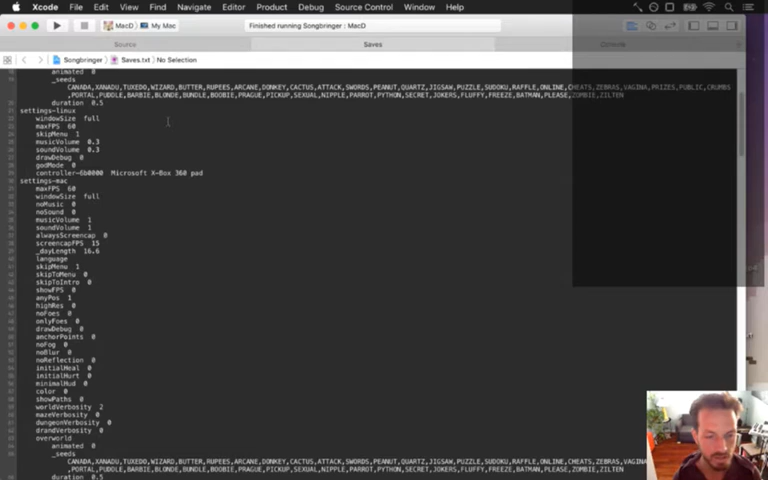 Xcode File Edit View Find Navigate Editor Product Debug Source Control Window Help
MacD My Mac Finished running Songbringer : MacD
Source Saves Console
Songbringer Saves.txt No Selection
animated 0
_seeds
CANADA,XANADU,TUXEDO,WIZARD,BUTTER,RUPEES,ARCANE,DONKEY,CACTUS,ATTACK,SWORDS,PEANUT,QUARTZ,JIGSAW,PUZZLE,SUDOKU,RAFFLE,ONLINE,CHEATS,ZEBRAS,VAGINA,PRIZES,PUBLIC,CRUMBS
,PORTAL,PUDDLE,BARBIE,BLONDE,BUNDLE,BOOBIE,PRAGUE,PICKUP,SEXUAL,NIPPLE,PARROT,PYTHON,SECRET,JOKERS,FLUFFY,FREEZE,BATMAN,PLEASE,ZOMBIE,ZILTEN
duration 0.5
settings-linux
windowSize full
maxFPS 60
skipMenu 1
musicVolume 0.3
soundVolume 0.3
drawDebug 0
godMode 0
controller-6b0000 Microsoft X-Box 360 pad
settings-mac
maxFPS 60
windowSize full
noMusic 0
noSound 0
musicVolume 1
soundVolume 1
alwaysScreencap 0
screencapFPS 15
_dayLength 16.6
language
skipMenu 1
skipToMenu 0
skipToIntro 0
showFPS 0
anyPos 1
highRes 0
noFoes 0
onlyFoes 0
drawDebug 0
anchorPoints 0
noFog 0
noBlur 0
noReflection 0
initialHeal 0
initialHurt 0
minimalHud 0
color 0
showPaths 0
worldVerbosity 2
mazeVerbosity 0
dungeonVerbosity 0
drandVerbosity 0
overworld
animated 0
_seeds
CANADA,XANADU,TUXEDO,WIZARD,BUTTER,RUPEES,ARCANE,DONKEY,CACTUS,ATTACK,SWORDS,PEANUT,QUARTZ,JIGSAW,PUZZLE,SUDOKU,RAFFLE,ONLINE,CHEATS,ZEBRAS,VAGINA
,PORTAL,PUDDLE,BARBIE,BLONDE,BUNDLE,BOOBIE,PRAGUE,PICKUP,SEXUAL,NIPPLE,PARROT,PYTHON,SECRET,JOKERS,FLUFFY,FREEZE,BATMAN,PLEASE,ZOMBIE
duration 0.5